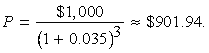 P = $1,000 / (1 + 0.035)^3 ≈ $901.94.